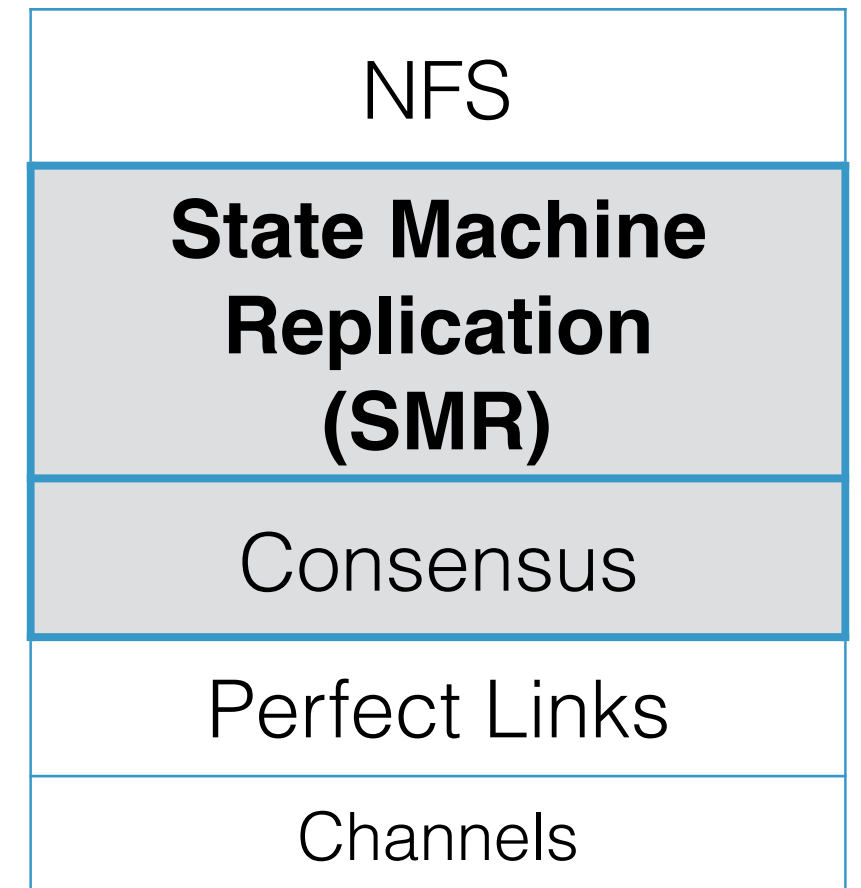 NFS
State Machine
Replication
(SMR)
Consensus
Perfect Links
Channels